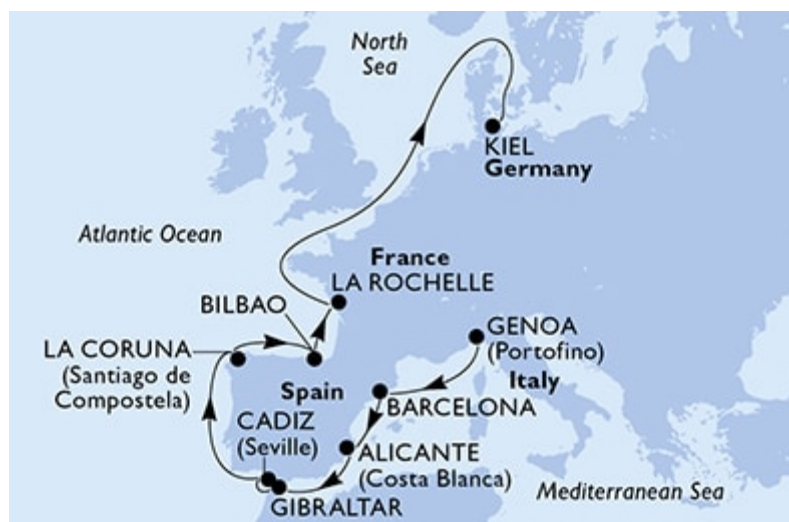 North
Sea
KIEL
Germany
Atlantic Ocean
France
LA ROCHELLE
BILBAO
LA CORUNA
(Santiago de
Compostela)
GENOA
(Portofino)
Italy
Spain
BARCELONA
CADIZ
(Seville)
ALICANTE
(Costa Blanca)
GIBRALTAR
Mediterranean Sea